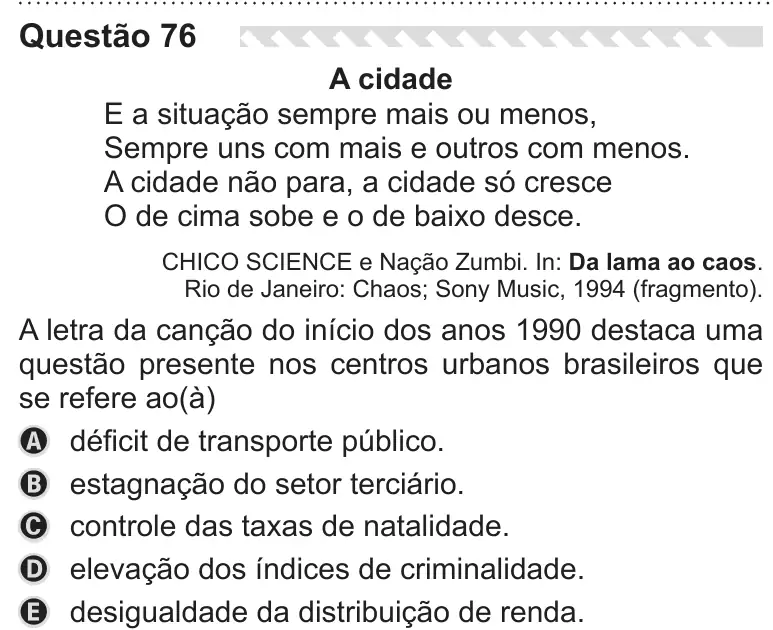 Questão 76
A cidade
E a situação sempre mais ou menos,
Sempre uns com mais e outros com menos.
A cidade não para, a cidade só cresce
O de cima sobe e o de baixo desce.
CHICO SCIENCE e Nação Zumbi. In: Da lama ao caos.
Rio de Janeiro: Chaos; Sony Music, 1994 (fragmento).
A letra da canção do início dos anos 1990 destaca uma
questão presente nos centros urbanos brasileiros que
se refere ao(à)
A déficit de transporte público.
B estagnação do setor terciário.
C controle das taxas de natalidade.
D elevação dos índices de criminalidade.
E desigualdade da distribuição de renda.